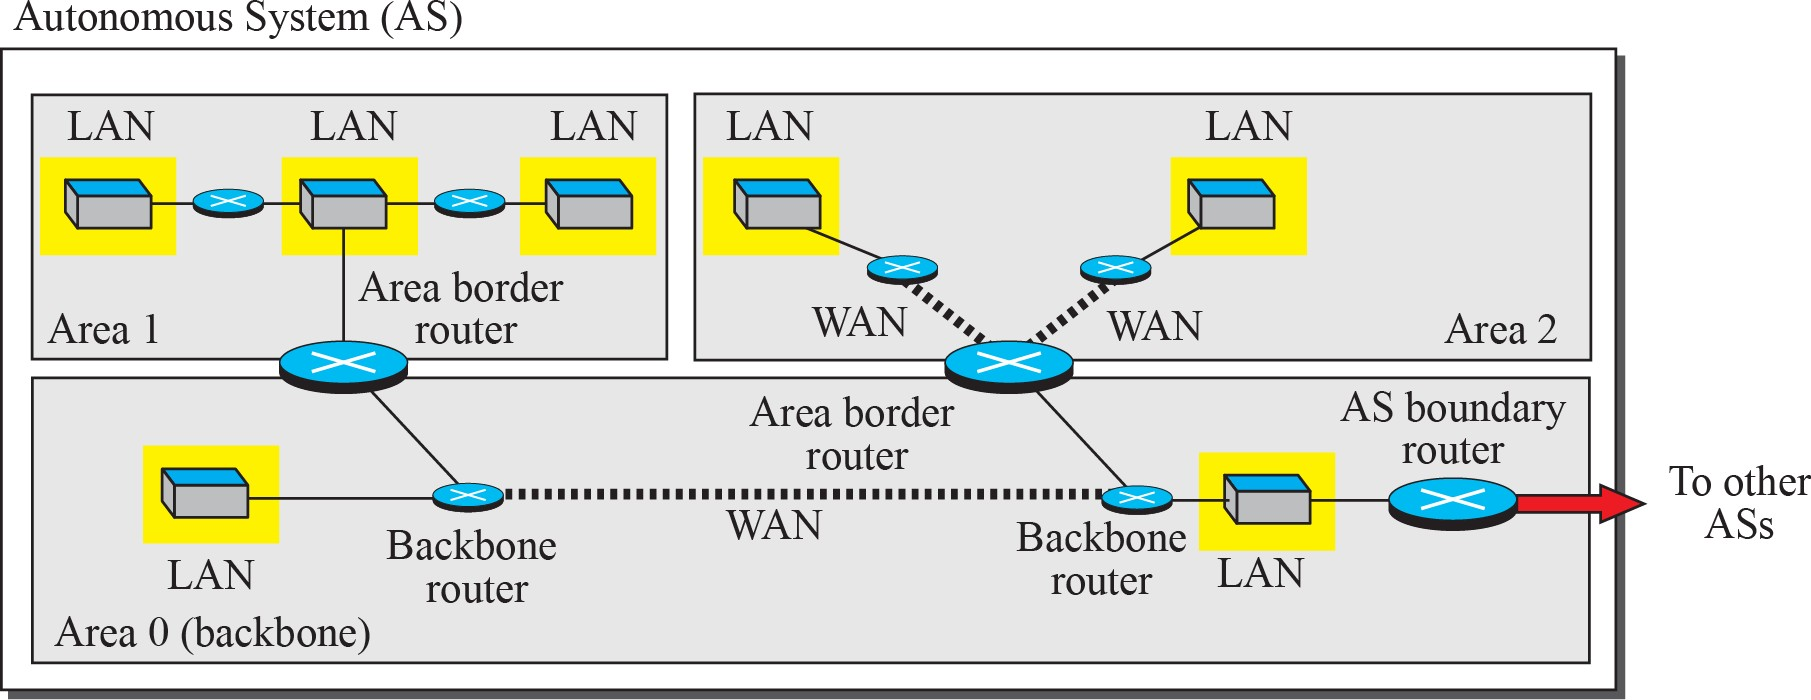 Autonomous System (AS)
LAN
LAN
LAN
Area border
router
Area 1
LAN
LAN
WAN
WAN
Area 2
Area border
router
AS boundary
router
To other
ASs
LAN
Backbone
router
WAN
Backbone
router
LAN
Area 0 (backbone)